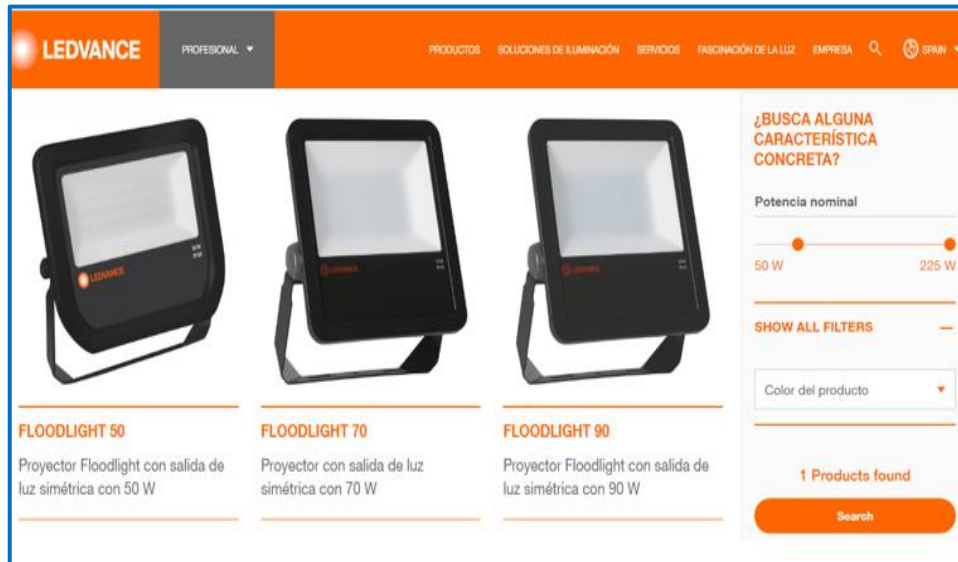 LEDVANCE
PROFESIONAL
PRODUCTOS SOLUCIONES DE ILUMINACIÓN SERVICIOS FASCINACIÓN DE LA LUZ EMPRESA SPAIN
LEDVANCE
FLOODLIGHT 50
Proyector Floodlight con salida de
luz simétrica con 50 W
FLOODLIGHT 70
Proyector con salida de luz
simétrica con 70 W
FLOODLIGHT 90
Proyector Floodlight con salida de
luz simétrica con 90 W
¿BUSCA ALGUNA
CARACTERÍSTICA
CONCRETA?
Potencia nominal
50 W 225 W
SHOW ALL FILTERS
Color del producto
1 Products found
Search